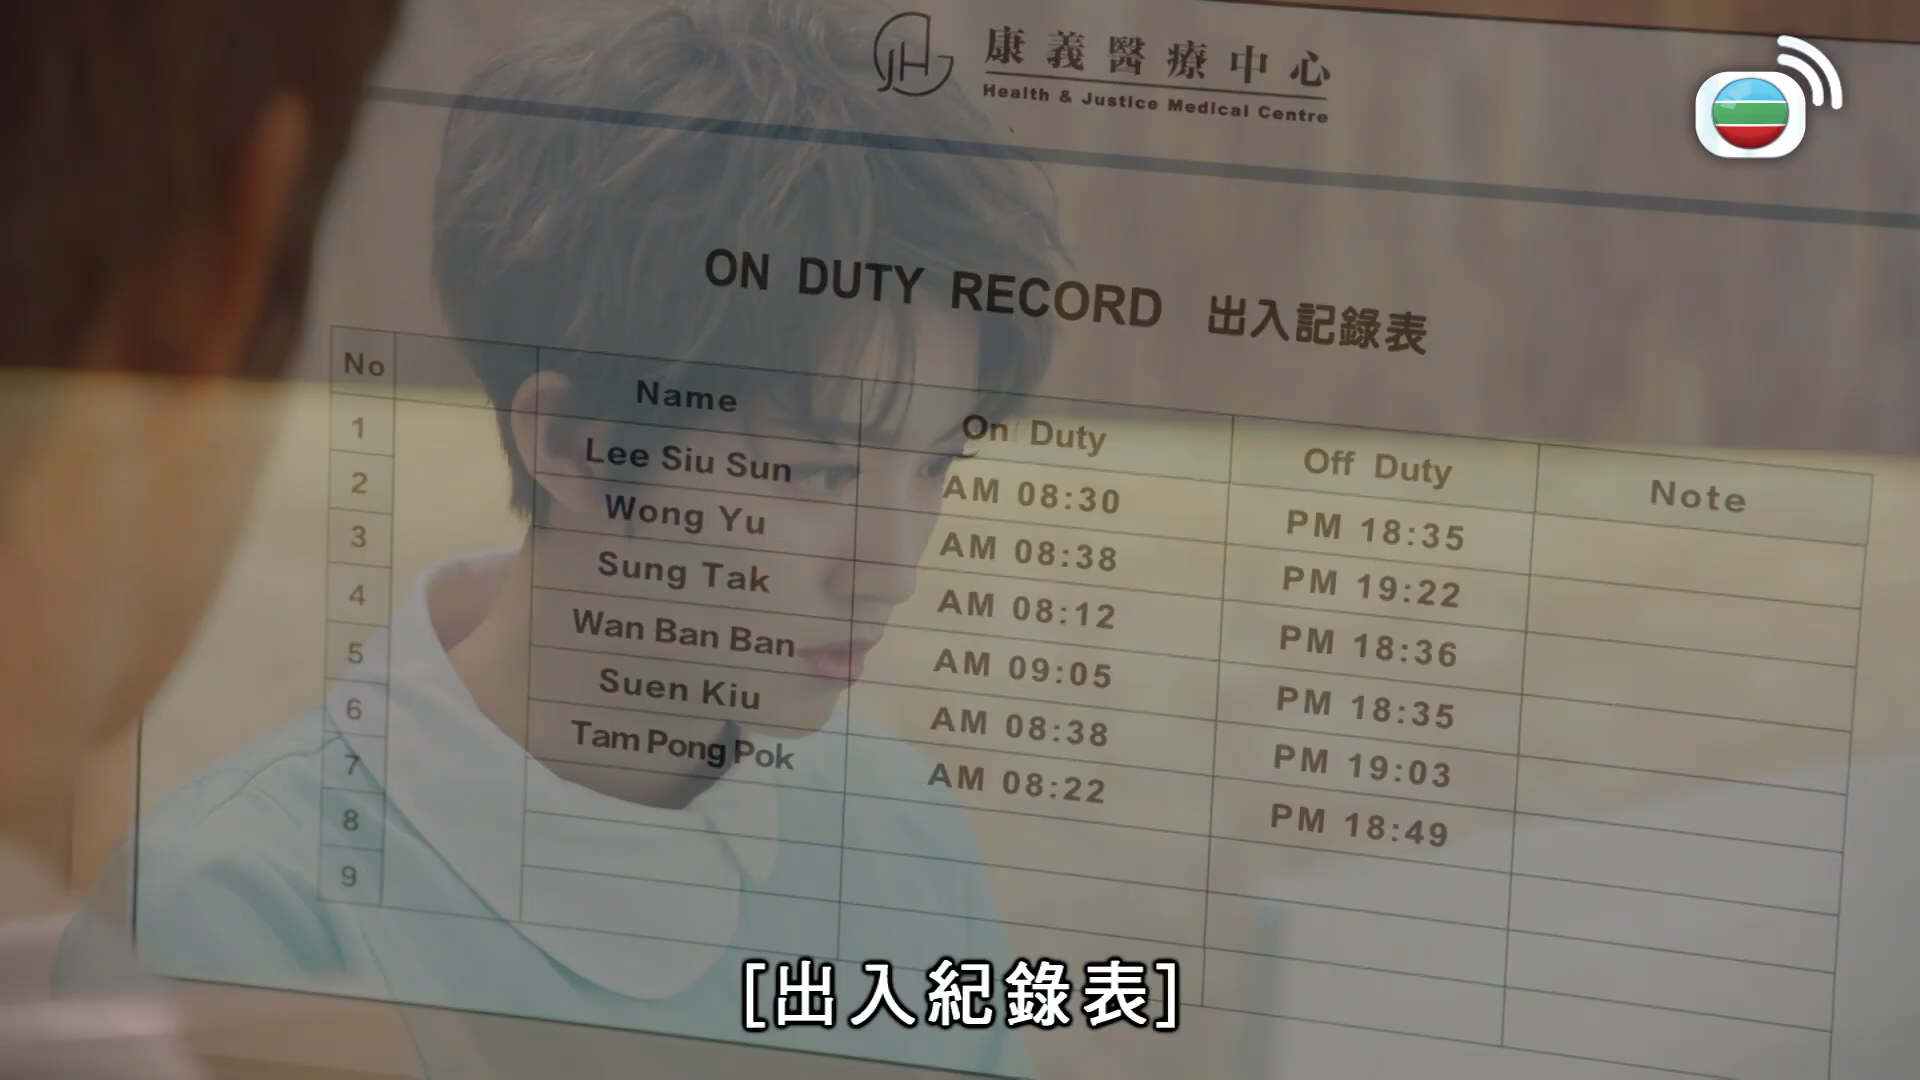 JH
康義醫療中心
Health & Justice Medical Centre
ON DUTY RECORD 出入記錄表
No Name On Duty Off Duty Note
1 Lee Siu Sun AM 08:30 PM 18:35
2 Wong Yu AM 08:38 PM 19:22
3 Sung Tak AM 08:12 PM 18:36
4 Wan Ban Ban AM 09:05 PM 18:35
5 Suen Kiu AM 08:38 PM 19:03
6 Tam Pong Pok AM 08:22 PM 18:49
7
8
9
[出入紀錄表]